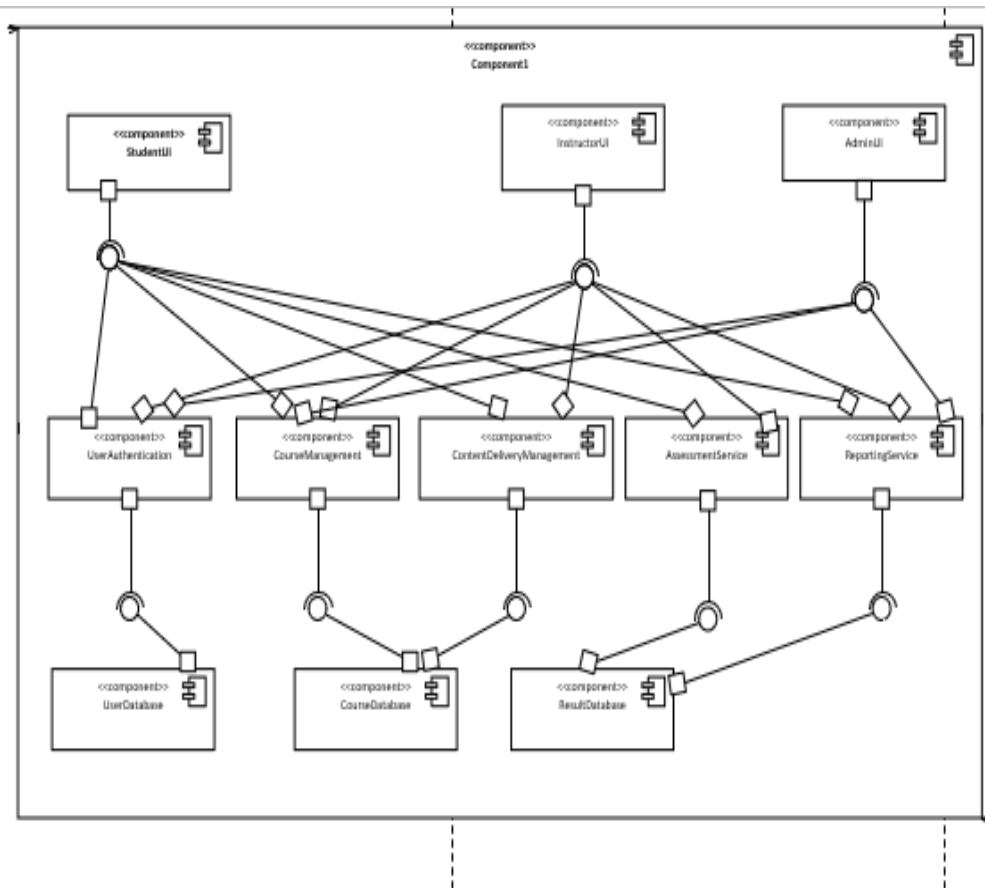 <<component>>
Component1
<<component>>
StudentUI
<<component>>
InstructorUI
<<component>>
AdminUI
<<component>>
UserAuthentication
<<component>>
CourseManagement
<<component>>
ContentDeliveryManagement
<<component>>
AssessmentService
<<component>>
ReportingService
<<component>>
UserDatabase
<<component>>
CourseDatabase
<<component>>
ResultDatabase